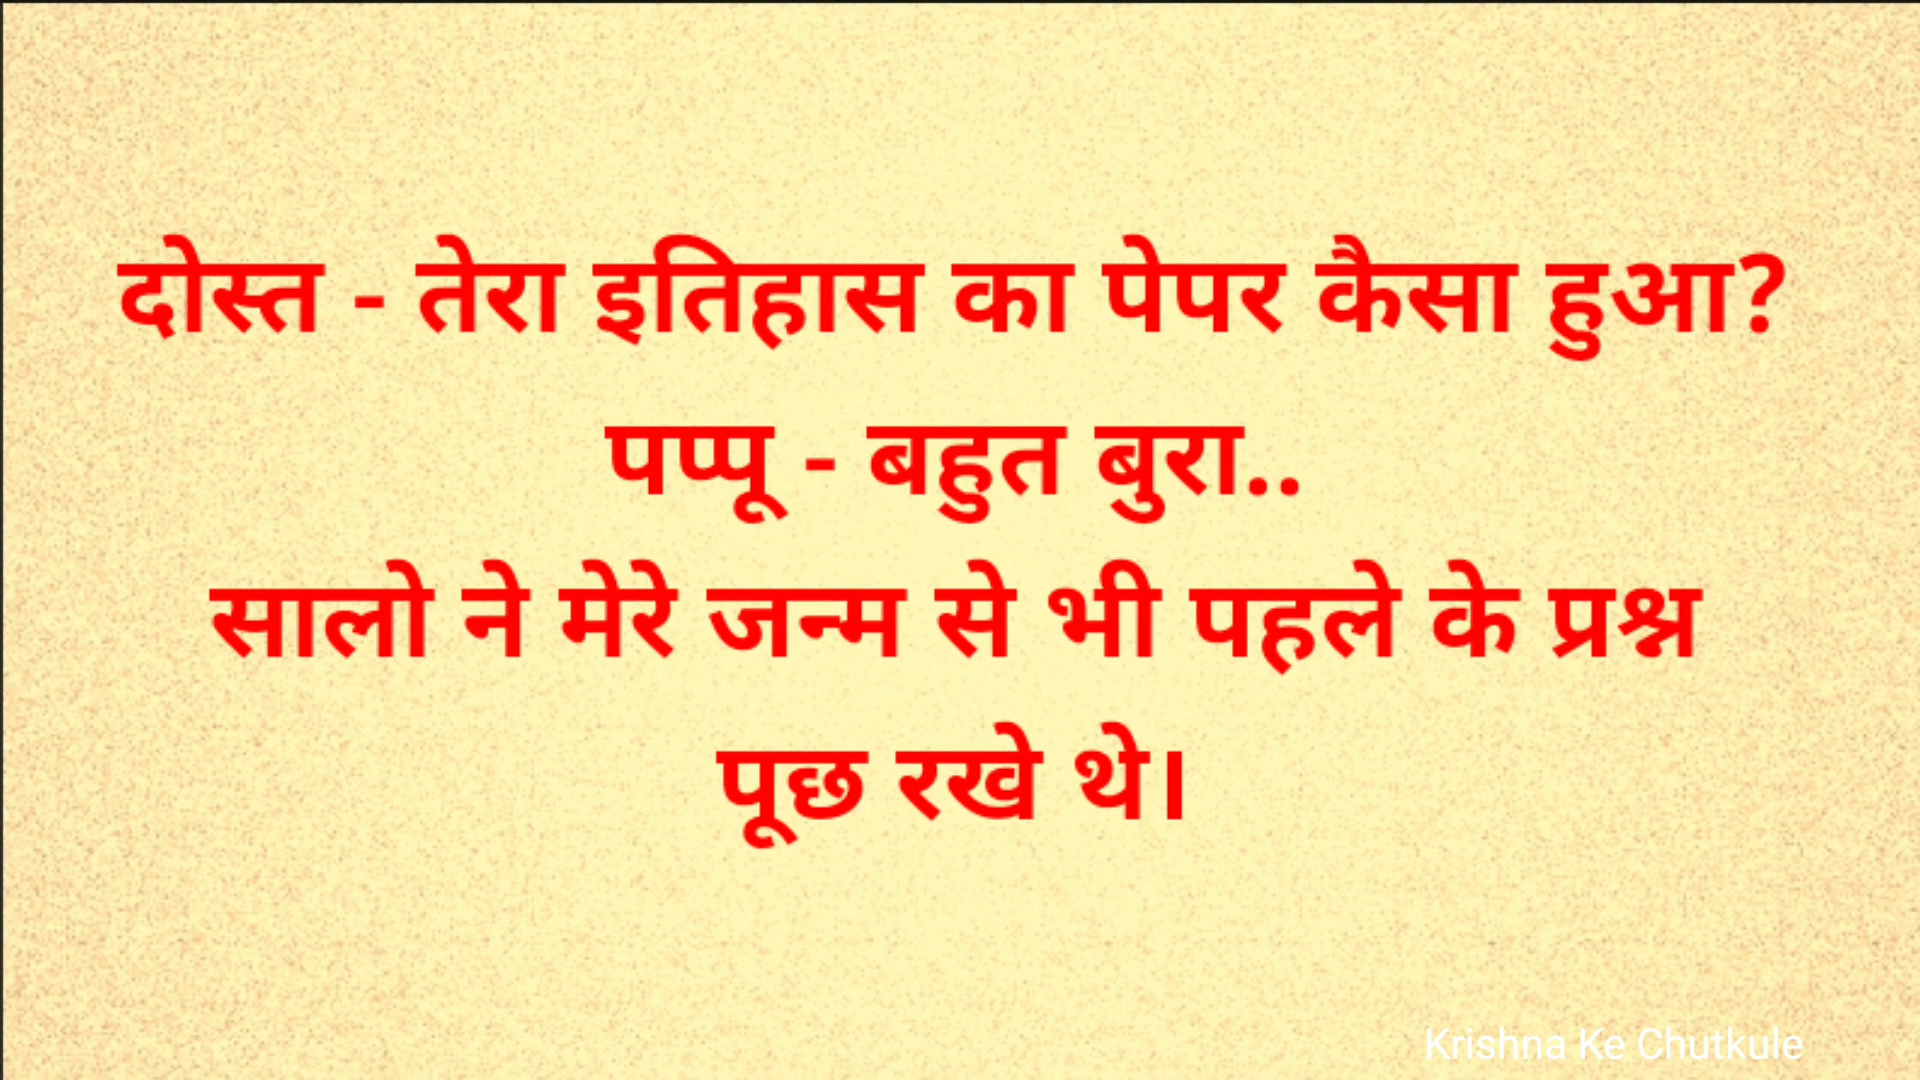 दोस्त - तेरा इतिहास का पेपर कैसा हुआ?
पप्पू - बहुत बुरा..
सालो ने मेरे जन्म से भी पहले के प्रश्न
पूछ रखे थे।
Krishna Ke Chutkule